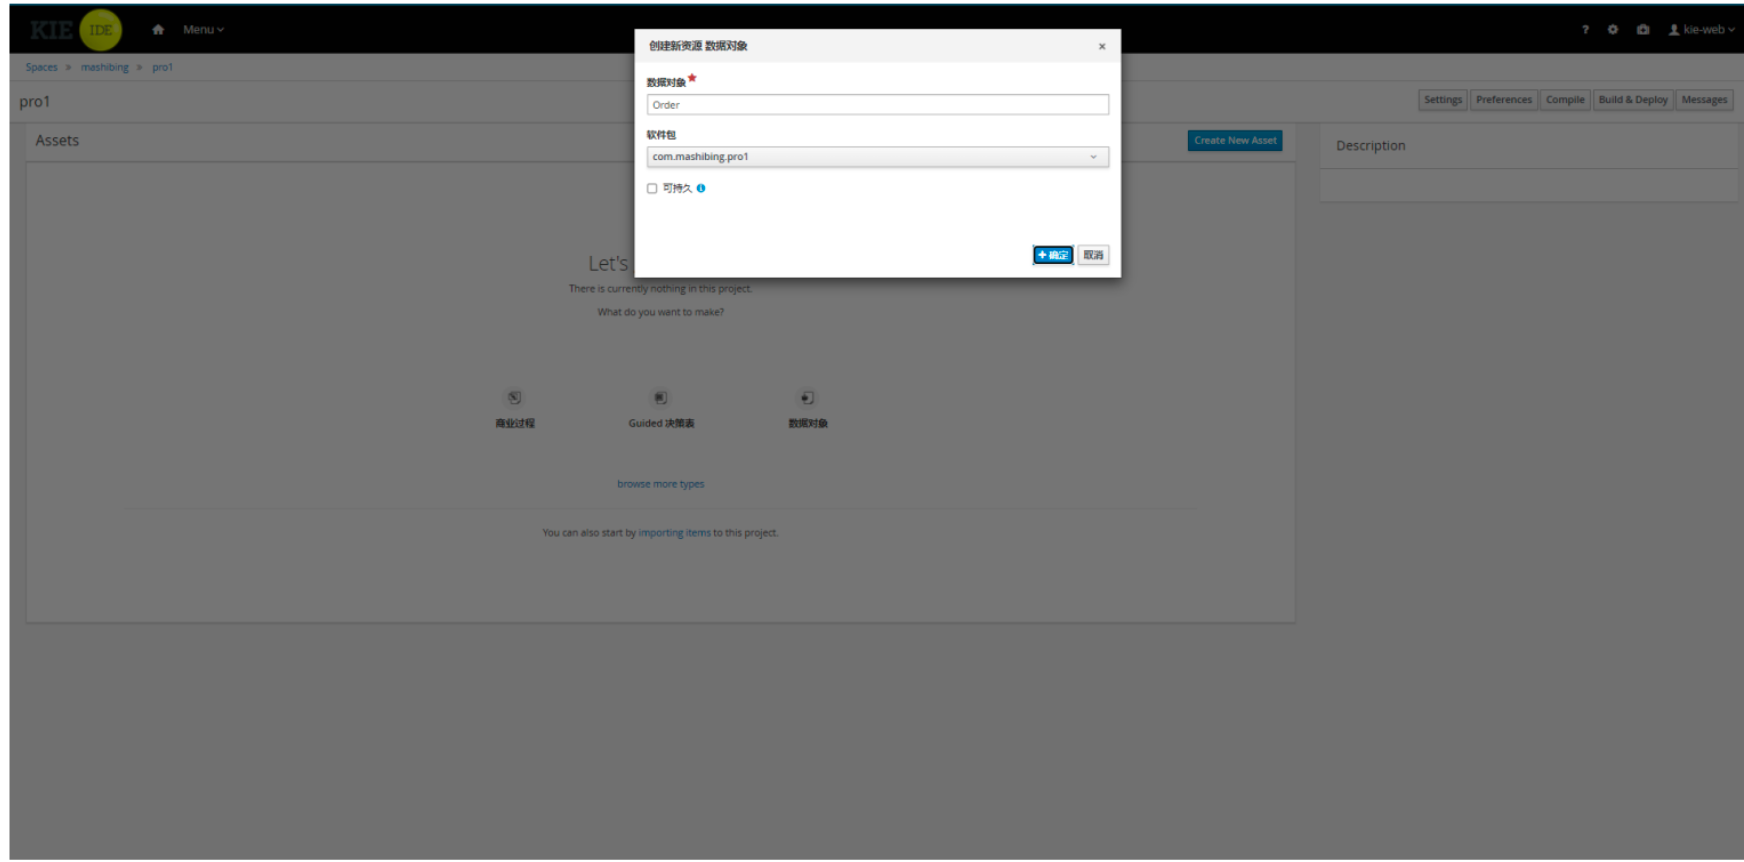 KIE IDE Menu ? kie-web
Spaces » mashibing » pro1
pro1
Settings Preferences Compile Build & Deploy Messages
Assets
Create New Asset
Description
创建新资源 数据对象 ×
数据对象
Order
软件包
com.mashibing.pro1
可持久
确定 取消
Let's
There is currently nothing in this project.
What do you want to make?
商业过程 Guided 决策表 数据对象
browse more types
You can also start by importing items to this project.